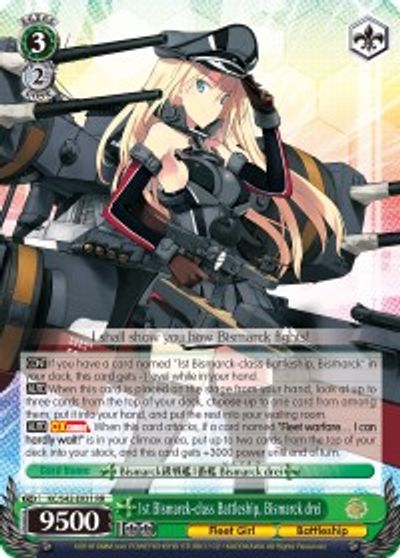 3
2
I shall show you how Bismarck fights!
CONT If you have a card named "1st Bismarck-class Battleship, Bismarck" in
your clock, this card gets -1 level while in your hand.
AUTO When this card is placed on the stage from your hand, look at up to
three cards from the top of your deck, choose up to one card from among
them, put it into your hand, and put the rest into your waiting room.
AUTO When this card attacks, if a card named "Fleet warfare... I can
hardly wait!" is in your climax area, put up to two cards from the top of your
deck into your stock, and this card gets +3000 power until end of turn.
Card Name Bismarck drei
1st Bismarck-class Battleship, Bismarck drei
9500 Fleet Girl Battleship